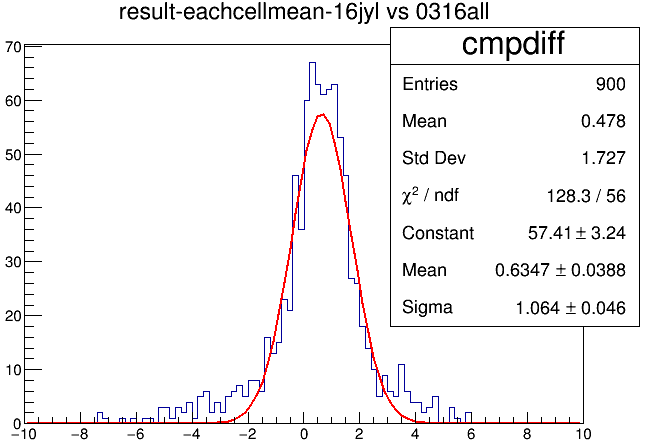 result-eachcellmean-16jyl vs 0316all
cmpdiff
Entries 900
Mean 0.478
Std Dev 1.727
χ² / ndf 128.3 / 56
Constant 57.41 ± 3.24
Mean 0.6347 ± 0.0388
Sigma 1.064 ± 0.046
70
60
50
40
30
20
10
0
−10 −8 −6 −4 −2 0 2 4 6 8 10